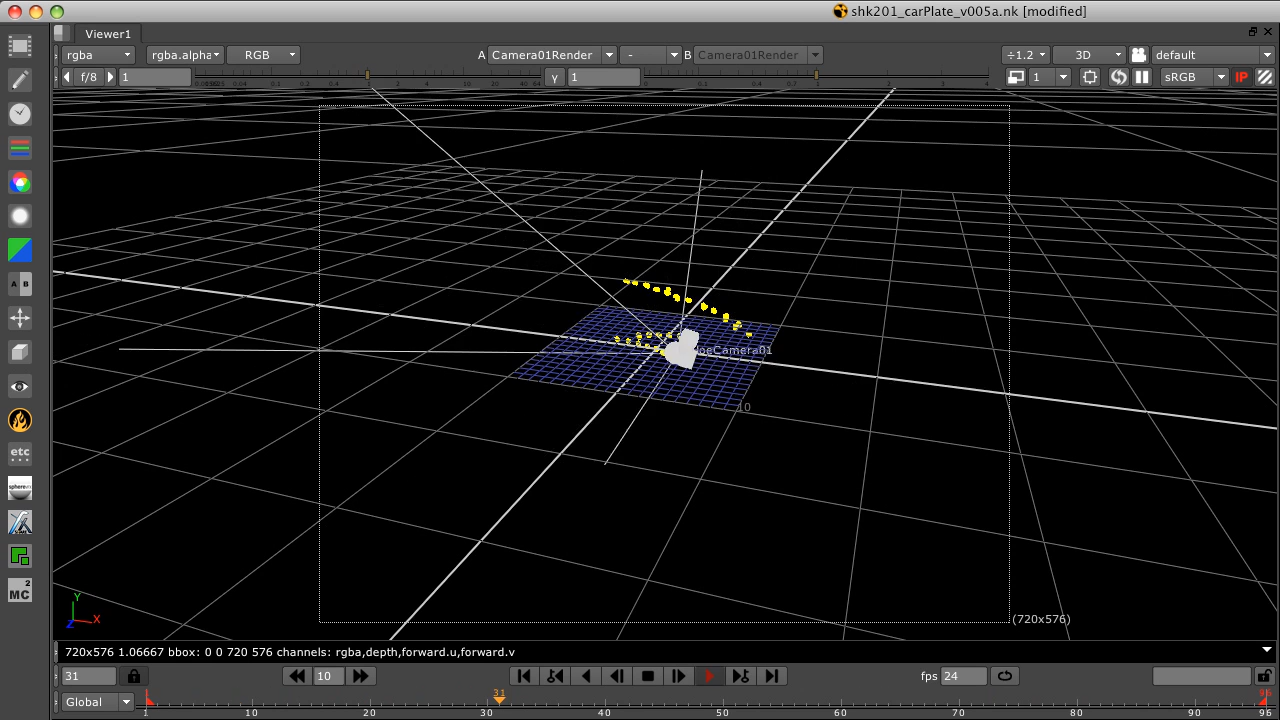 shk201_carPlate_v005a.nk [modified]
Viewer1
rgba rgba.alpha RGB A Camera01Render - B Camera01Render ÷1.2 3D default
f/8 1 γ 1 1 sRGB IP
A B
etc
MC 2
10
(720x576)
Y
X
Z
720x576 1.06667 bbox: 0 0 720 576 channels: rgba,depth,forward.u,forward.v
31 10 fps 24
Global
31 96
1 10 20 30 40 50 60 70 80 90 96